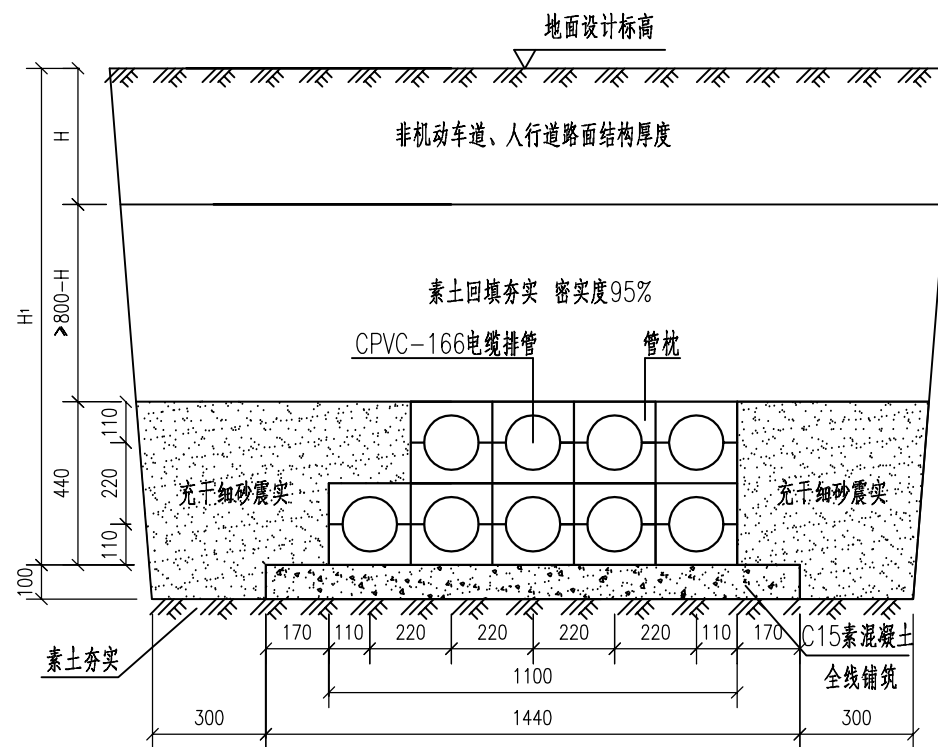 地面设计标高
非机动车道、人行道路面结构厚度
H
H1
≥800-H
素土回填夯实 密实度95%
CPVC-166电缆排管
管枕
110
220
110
440
100
充干细砂震实
充干细砂震实
170 110 220 220 220 220 110 170
C15素混凝土
全线铺筑
素土夯实
1100
300 1440 300